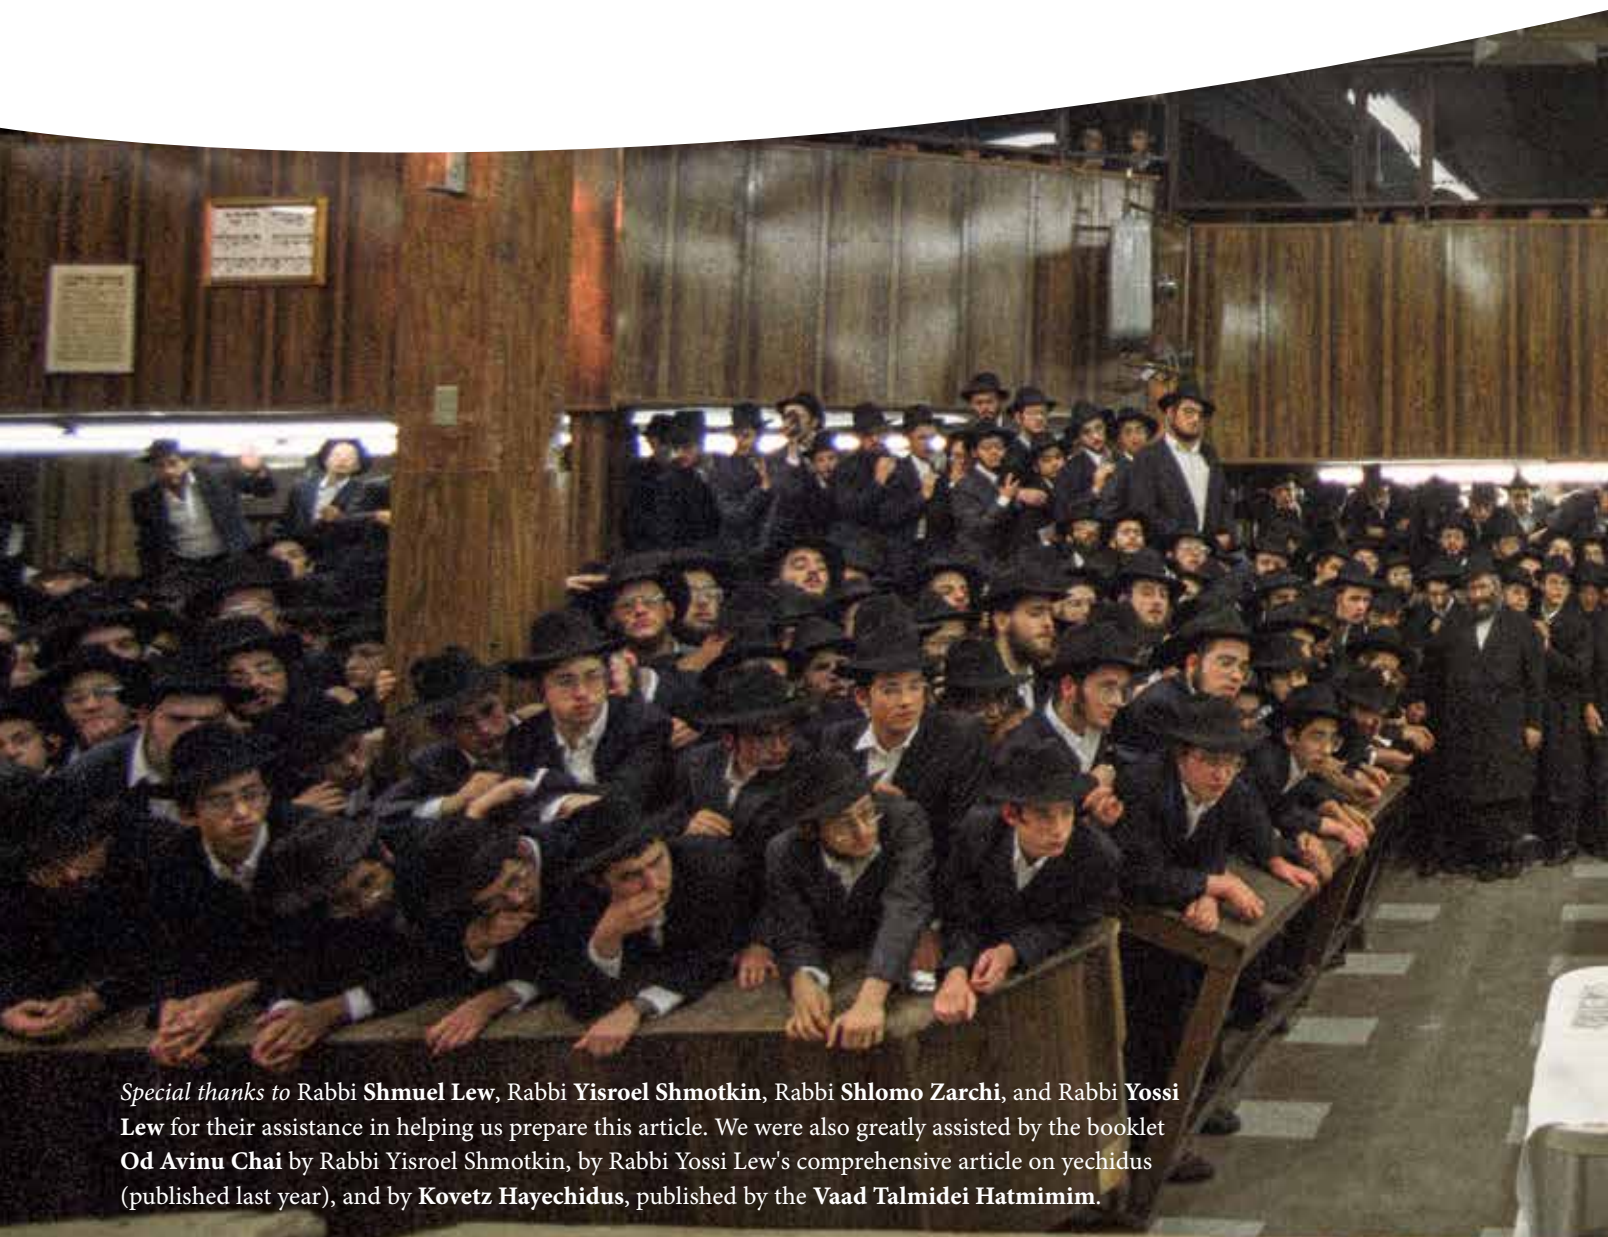 Special thanks to Rabbi Shmuel Lew, Rabbi Yisroel Shmotkin, Rabbi Shlomo Zarchi, and Rabbi Yossi
Lew for their assistance in helping us prepare this article. We were also greatly assisted by the booklet
Od Avinu Chai by Rabbi Yisroel Shmotkin, by Rabbi Yossi Lew's comprehensive article on yechidus
(published last year), and by Kovetz Hayechidus, published by the Vaad Talmidei Hatmimim.